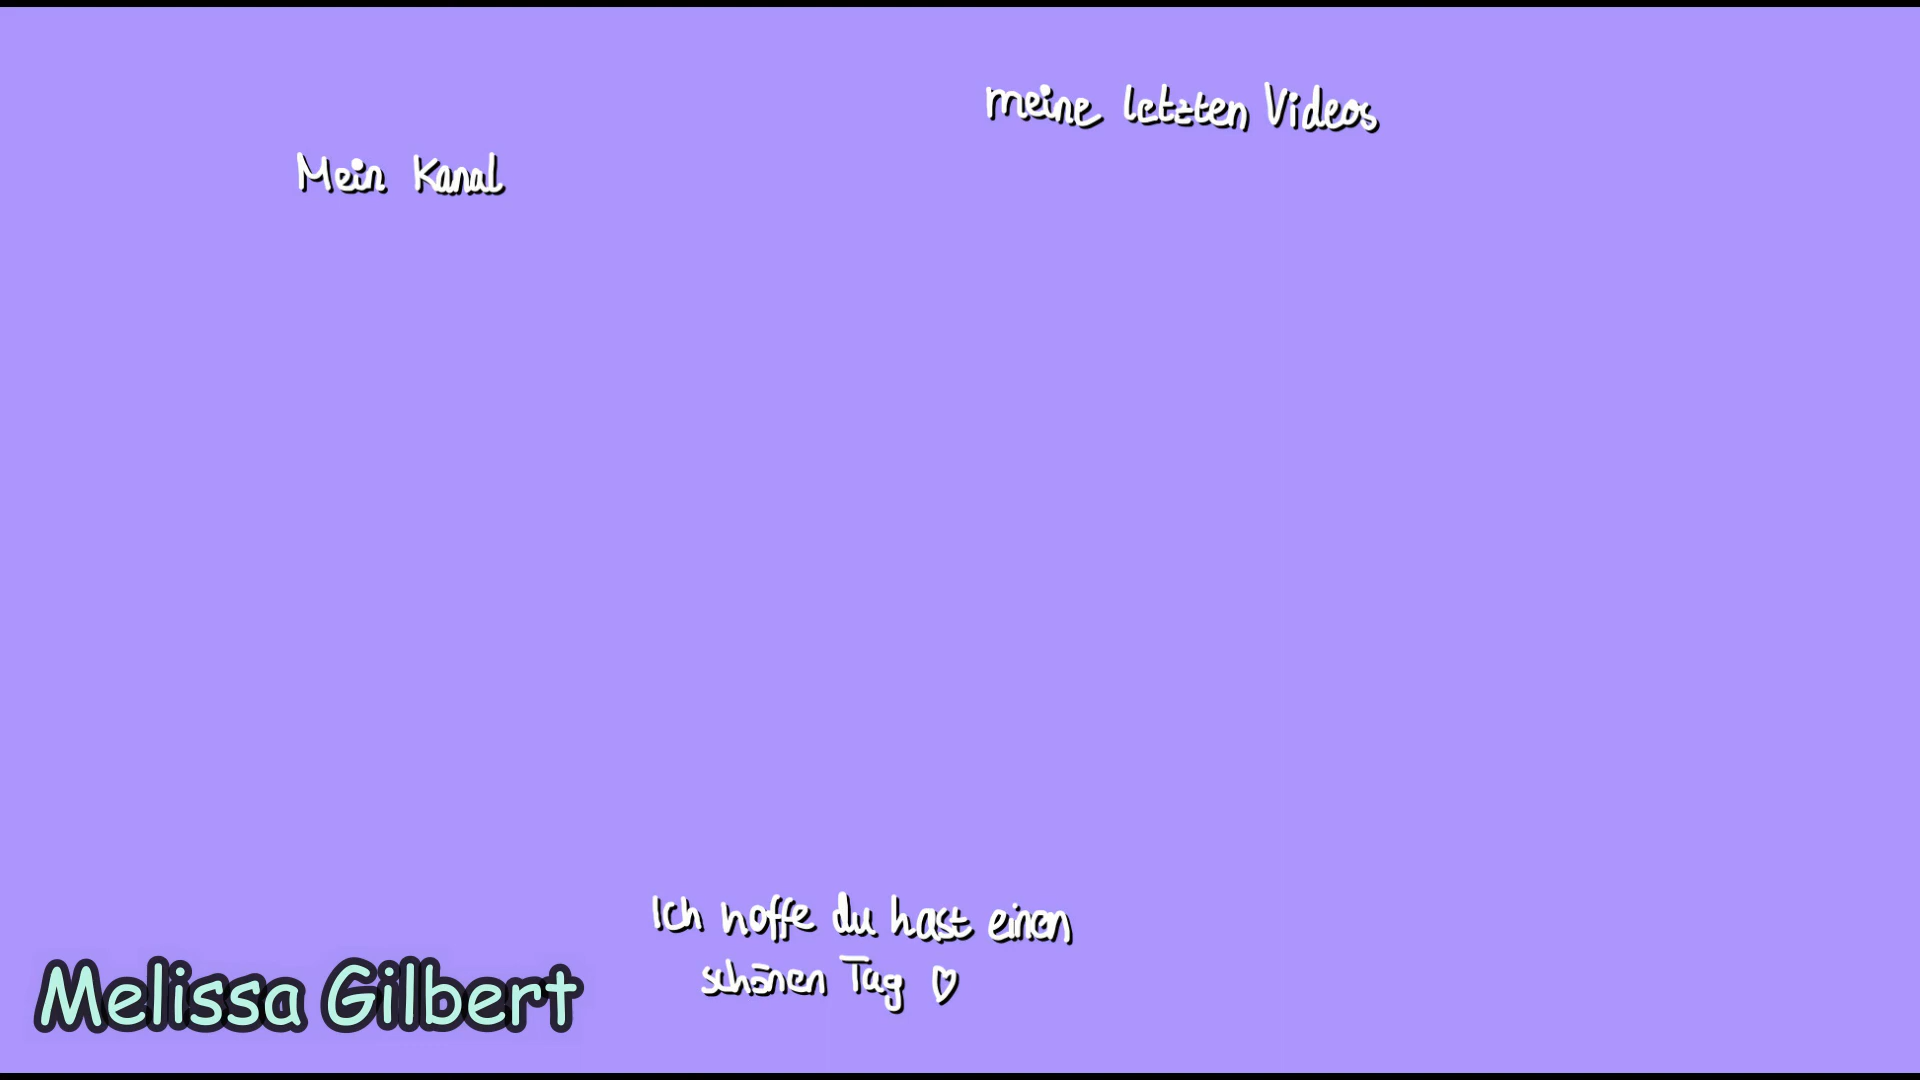 meine letzten Videos
Mein Kanal
Ich hoffe du hast einen
schönen Tag ♡
Melissa Gilbert